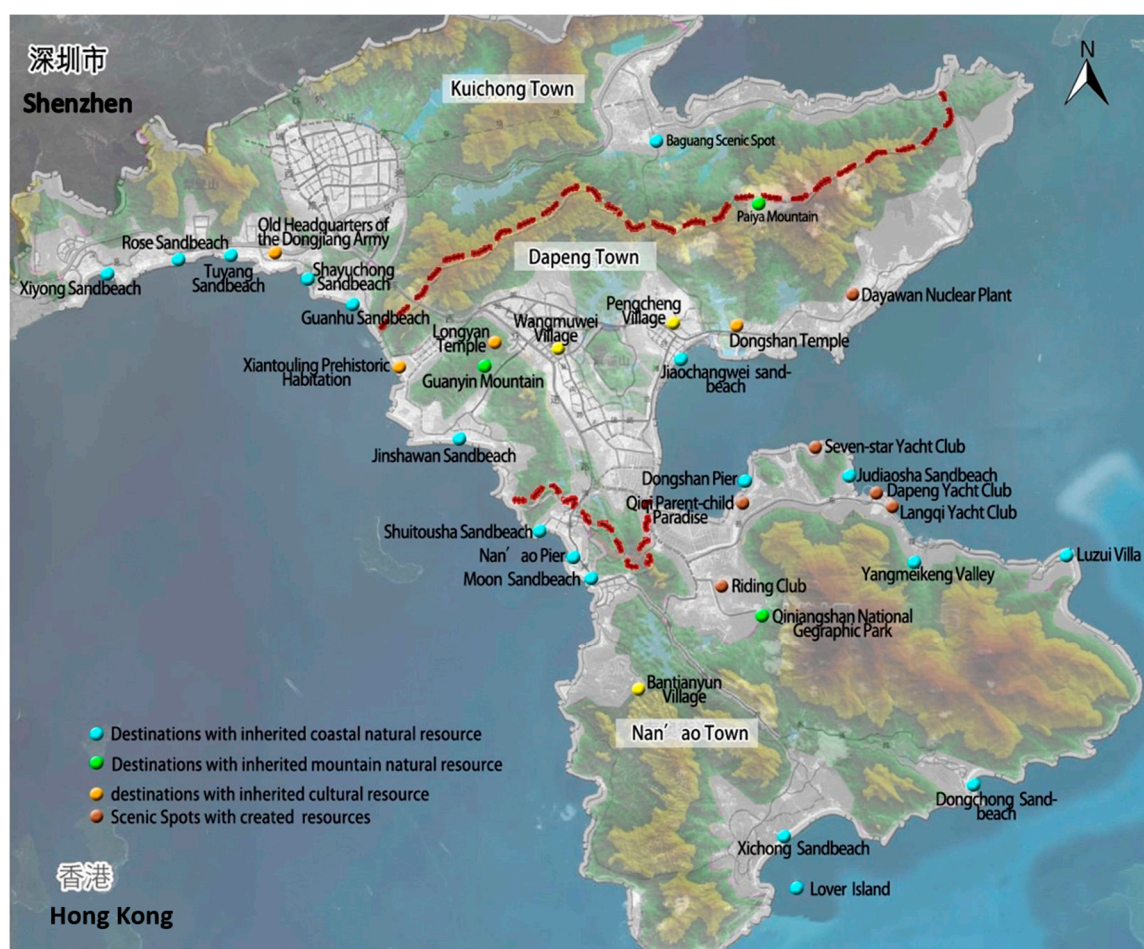 深圳市
Shenzhen
N
Kuichong Town
Baguang Scenic Spot
Paiya Mountain
Old Headquarters of
the Dongjiang Army
Rose Sandbeach
Tuyang
Sandbeach
Xiyong Sandbeach
Shayuchong
Sandbeach
Guanhu Sandbeach
Dapeng Town
Dayawan Nuclear Plant
Pengcheng
Village
Wangmuwei
Village
Longyan
Temple
Dongshan Temple
Xiantouling Prehistoric
Habitation
Guanyin Mountain
Jiaochangwei sand-
beach
Jinshawan Sandbeach
Seven-star Yacht Club
Dongshan Pier
Judiaosha Sandbeach
Qiqi Parent-child
Paradise
Dapeng Yacht Club
Langqi Yacht Club
Shuitousha Sandbeach
Nan' ao Pier
Moon Sandbeach
Luzui Villa
Yangmeikeng Valley
Riding Club
Qiniangshan National
Gegraphic Park
Bantianyun
Village
Nan' ao Town
Destinations with inherited coastal natural resource
Destinations with inherited mountain natural resource
destinations with inherited cultural resource
Scenic Spots with created resources
Dongchong Sand-
beach
Xichong Sandbeach
Lover Island
香港
Hong Kong